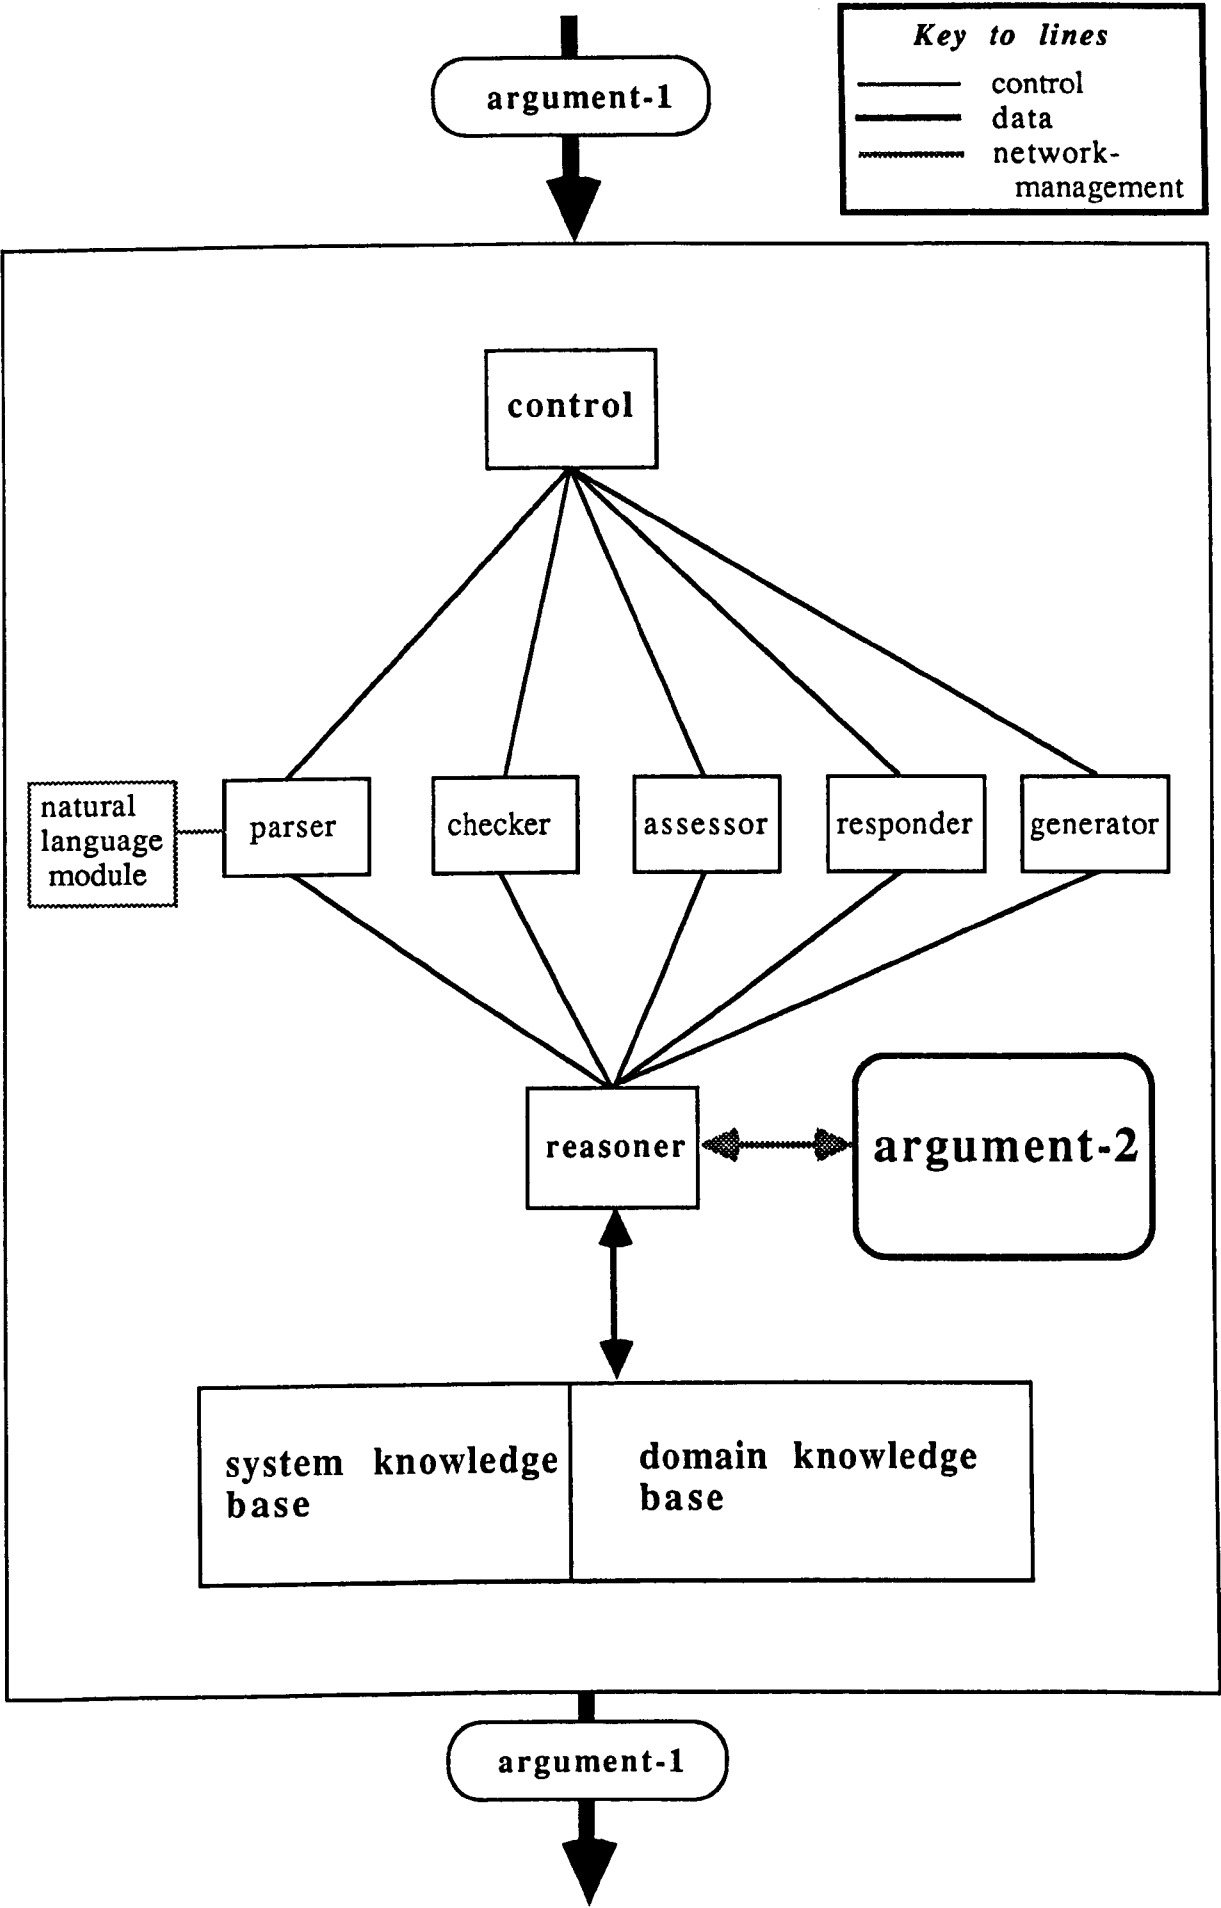 argument-1
Key to lines
control
data
network-
management
control
natural
language
module
parser
checker
assessor
responder
generator
reasoner
argument-2
system knowledge
base
domain knowledge
base
argument-1